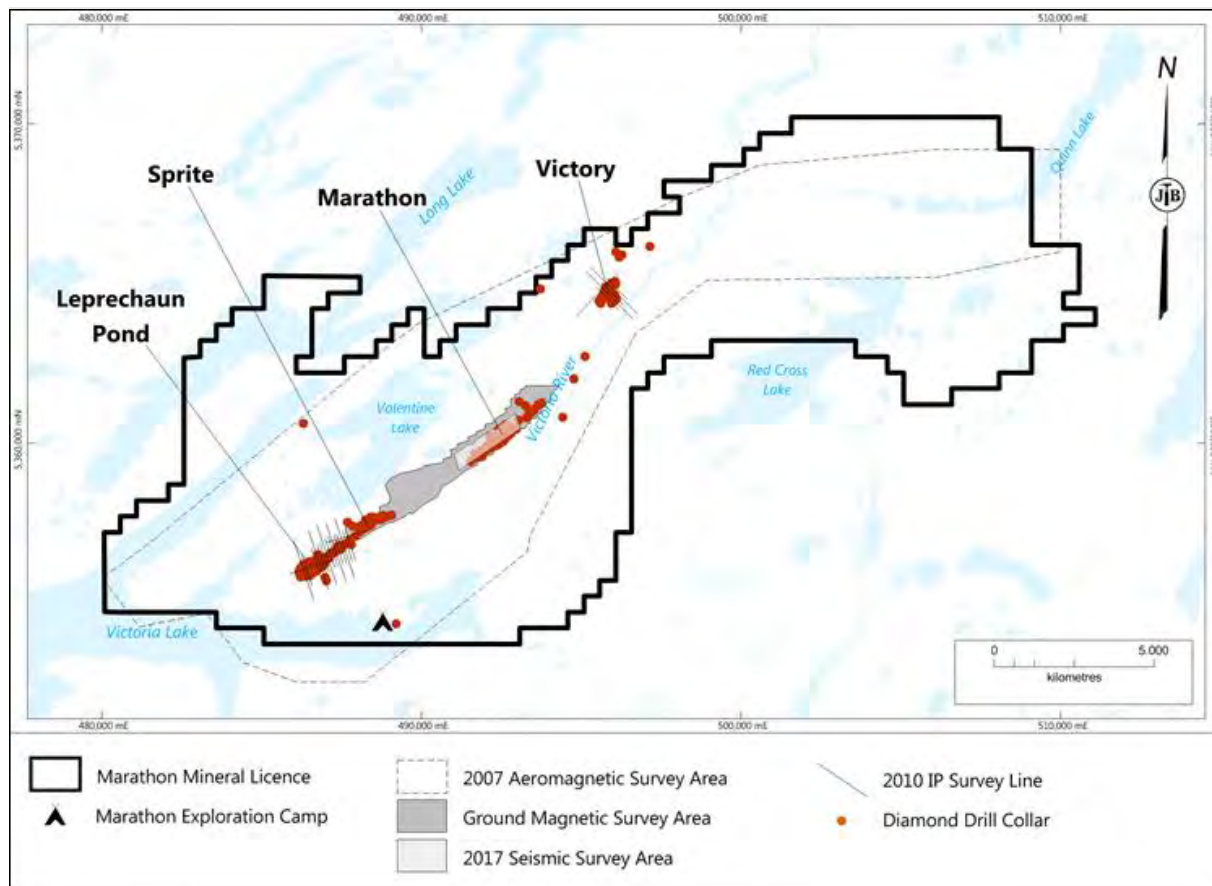 480,000 mE
490,000 mE
500,000 mE
510,000 mE
5,370,000 mN
N
JTB
Quinn Lake
Sprite
Victory
Marathon
Long Lake
Leprechaun
Pond
Victoria River
Red Cross
Lake
Valentine
Lake
5,360,000 mN
Victoria Lake
0
5.000
kilometres
480,000 mE
490,000 mE
500,000 mE
510,000 mE
Marathon Mineral Licence
2007 Aeromagnetic Survey Area
2010 IP Survey Line
Marathon Exploration Camp
Ground Magnetic Survey Area
Diamond Drill Collar
2017 Seismic Survey Area